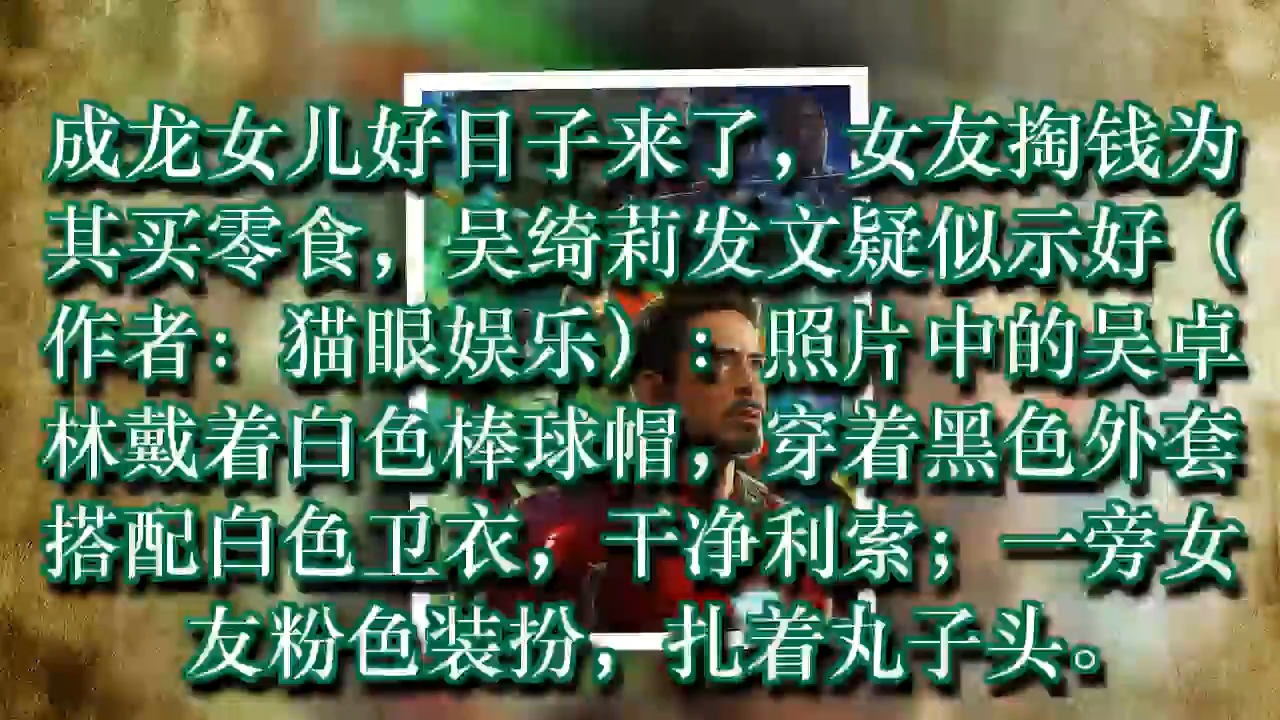 成龙女儿好日子来了，女友掏钱为
其买零食，吴绮莉发文疑似示好（
作者：猫眼娱乐）：照片中的吴卓
林戴着白色棒球帽，穿着黑色外套
搭配白色卫衣，干净利索；一旁女
友粉色装扮，扎着丸子头。